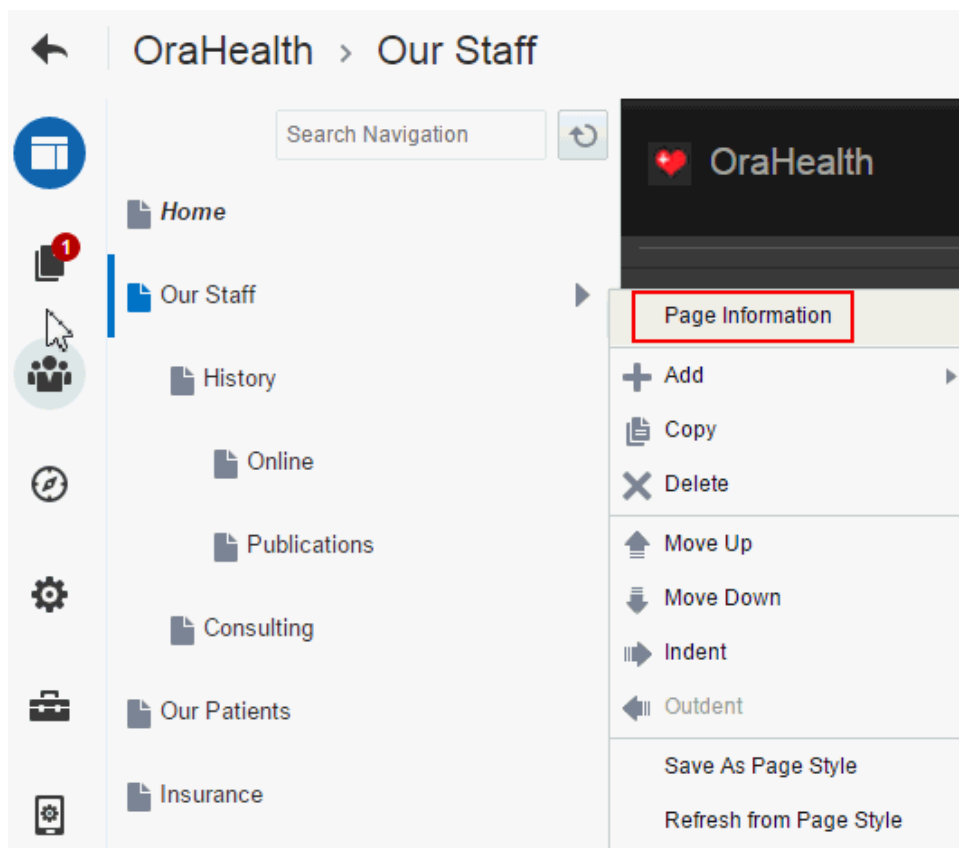 OraHealth > Our Staff
Search Navigation
OraHealth
Home
1
Our Staff
Page Information
History
Add
Copy
Online
Delete
Publications
Move Up
Move Down
Consulting
Indent
Our Patients
Outdent
Save As Page Style
Insurance
Refresh from Page Style